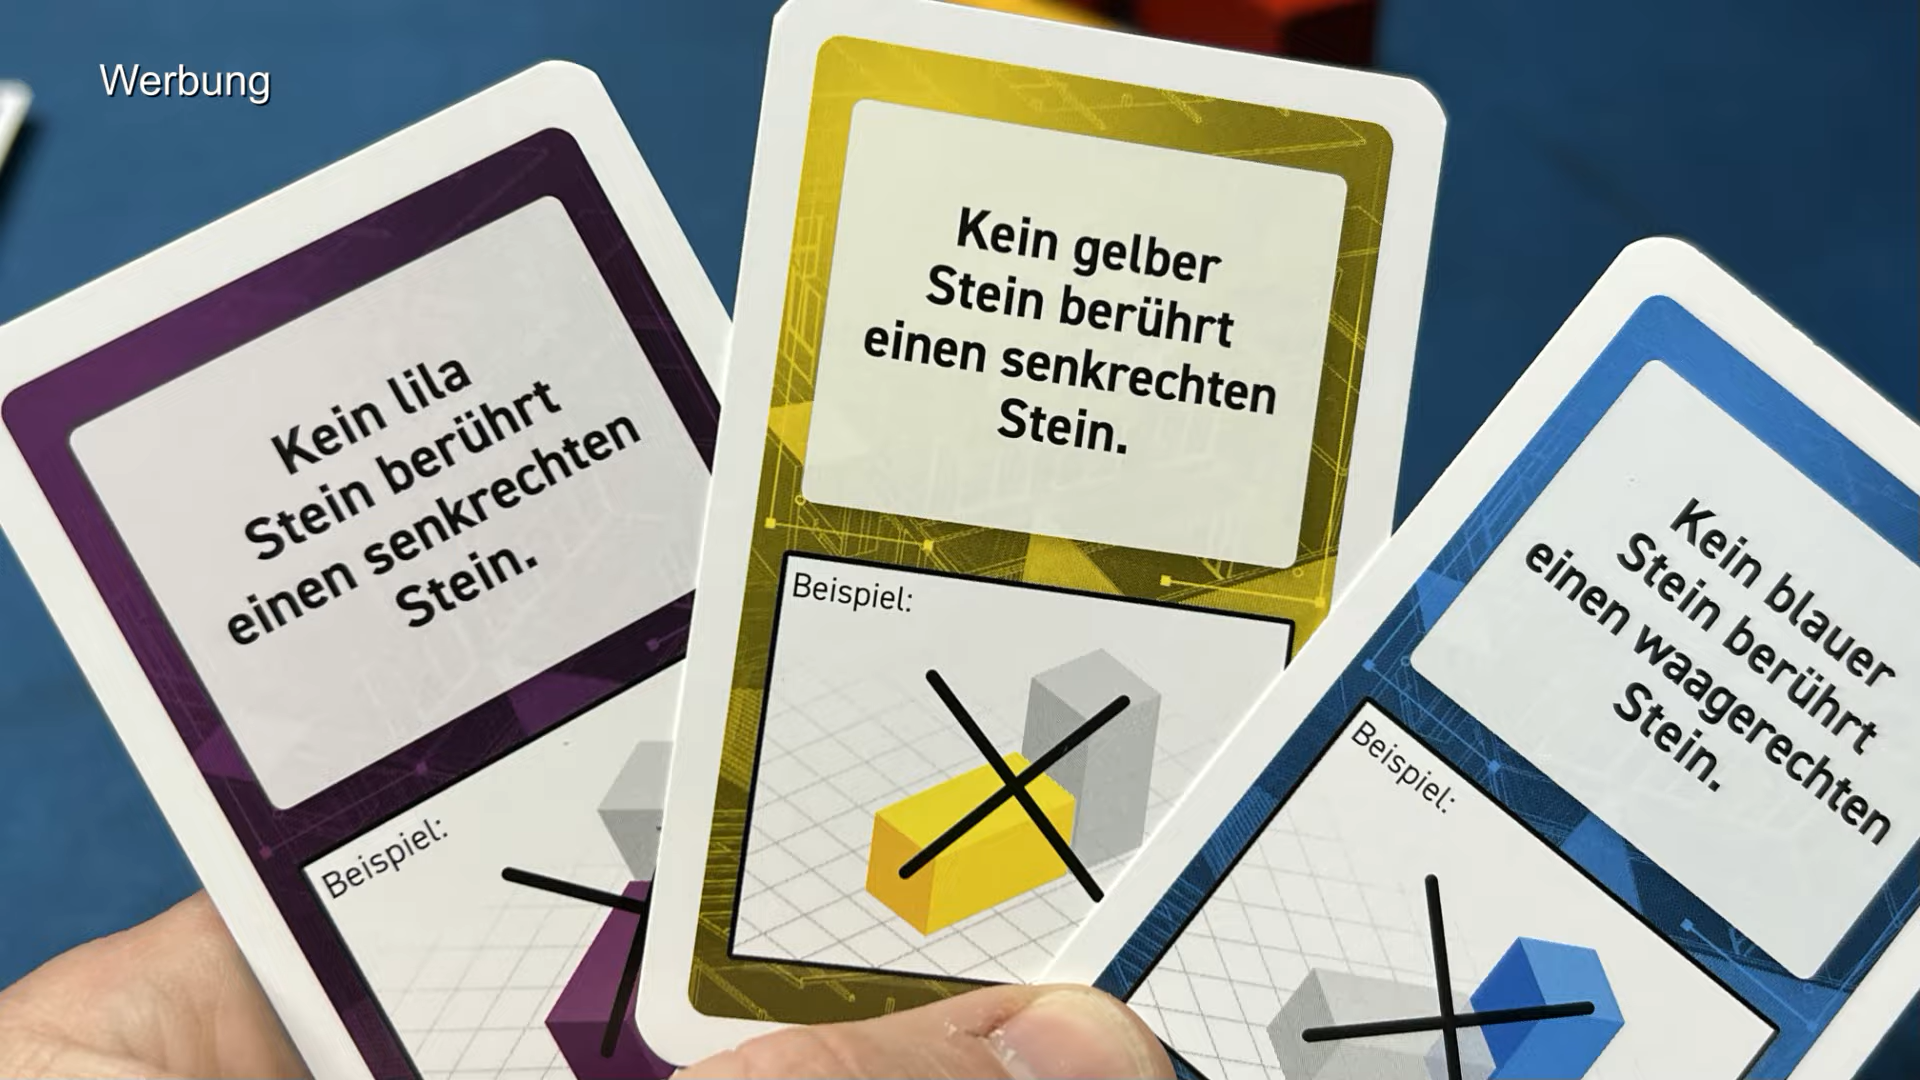 Werbung
Kein lila
Stein berührt
einen senkrechten
Stein.
Beispiel:
Kein gelber
Stein berührt
einen senkrechten
Stein.
Beispiel:
Kein blauer
Stein berührt
einen waagerechten
Stein.
Beispiel: